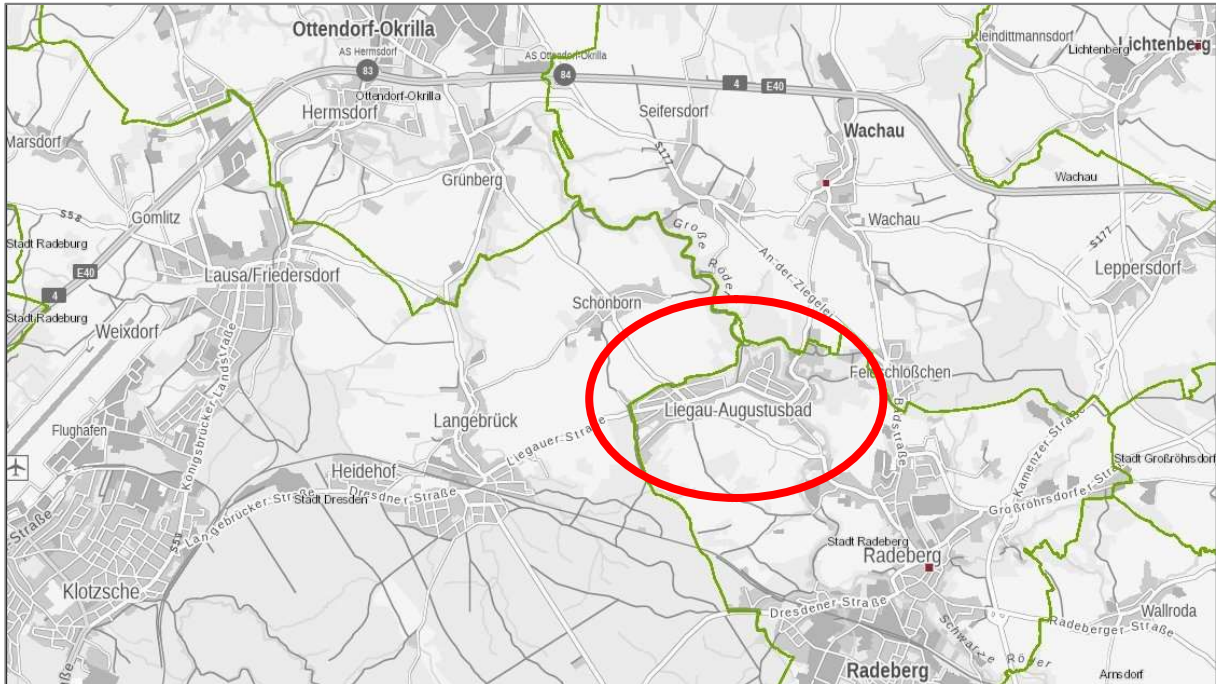 Ottendorf-Okrilla
AS Hermsdorf
83
AS Ottendorf-Okrilla
84
Ottendorf-Okrilla
Hermsdorf
4
E40
Kleindittmannsdorf
Lichtenberg
Lichtenberg
Marsdorf
Seifersdorf
Wachau
S177
Grünberg
Wachau
Gomlitz
S58
Wachau
Große Röder
An der Ziegelei
S177
Stadt Radeburg
E40
4
Lausa/Friedersdorf
Leppersdorf
Stadt Radeburg
Weixdorf
Schönborn
Königsbrücker Landstraße
Feldschlößchen
Liegau-Augustusbad
Badstraße
Langebrück
Liegauer Straße
Kamenzer Straße
Flughafen
Stadt Großröhrsdorf
Heidehof
Dresdner Straße
Stadt Dresden
Langebrücker Straße
Großröhrsdorfer Straße
Straße
Stadt Radeberg
Radeberg
Klotzsche
Dresdener Straße
Wallroda
Radeberger Straße
Schwarze Röder
Radeberg
Arnsdorf